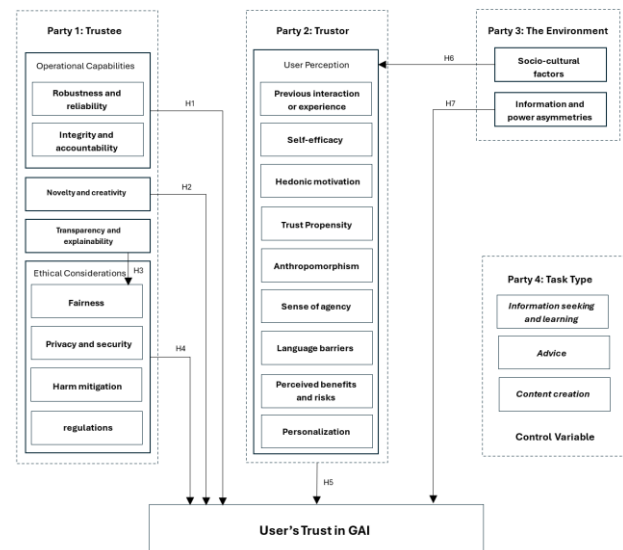 Party 1: Trustee
Operational Capabilities
Robustness and
reliability
Integrity and
accountability
Novelty and creativity
Transparency and
explainability
Ethical Considerations
Fairness
Privacy and security
Harm mitigation
regulations
H1
H2
H3
H4
Party 2: Trustor
User Perception
Previous interaction
or experience
Self-efficacy
Hedonic motivation
Trust Propensity
Anthropomorphism
Sense of agency
Language barriers
Perceived benefits
and risks
Personalization
H5
H6
H7
Party 3: The Environment
Socio-cultural
factors
Information and
power asymmetries
Party 4: Task Type
Information seeking
and learning
Advice
Content creation
Control Variable
User's Trust in GAI